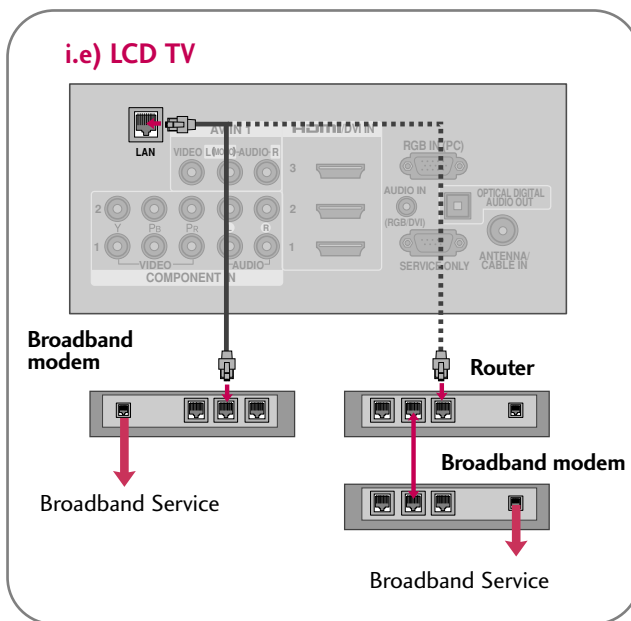 i.e) LCD TV
LAN
AV IN 1
HDMI/DVI IN
RGB IN (PC)
VIDEO L(MONO)-AUDIO-R
3
AUDIO IN
OPTICAL DIGITAL
AUDIO OUT
2
2
(RGB/DVI)
Y PB PR L R
1
1
VIDEO AUDIO
SERVICE ONLY
ANTENNA/
CABLE IN
COMPONENT IN
Broadband
modem
Router
Broadband modem
Broadband Service
Broadband Service